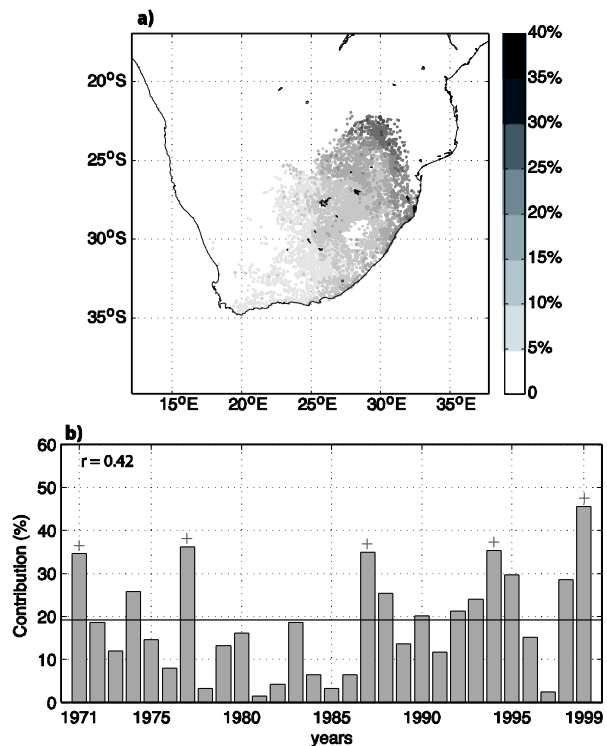 a)
40%
35%
30%
25%
20%
15%
10%
5%
0
20°S
25°S
30°S
35°S
15°E 20°E 25°E 30°E 35°E
b)
r = 0.42
60
50
40
30
20
10
0
Contribution (%)
+ + + + +
1971 1975 1980 1985 1990 1995 1999
years